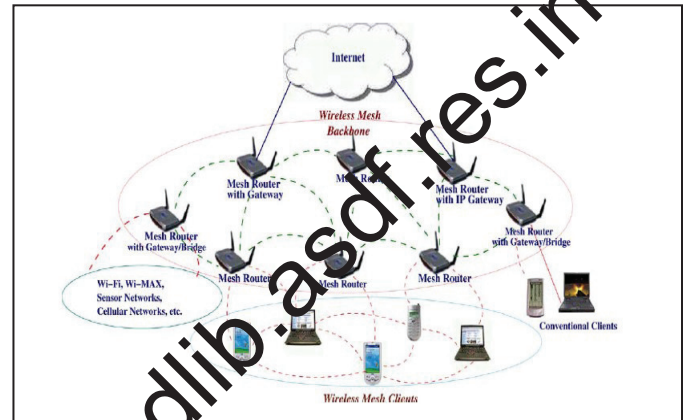 Internet
Wireless Mesh
Backbone
Mesh Router
with Gateway
Mesh
Mesh Router
with IP Gateway
Mesh Router
with Gateway/Bridge
Mesh Router
with Gateway/Bridge
Mesh Router
Mesh Router
Mesh Router
Wi-Fi, Wi-MAX,
Sensor Networks,
Cellular Networks, etc.
Conventional Clients
Wireless Mesh Clients
dlib.asdf.res.in